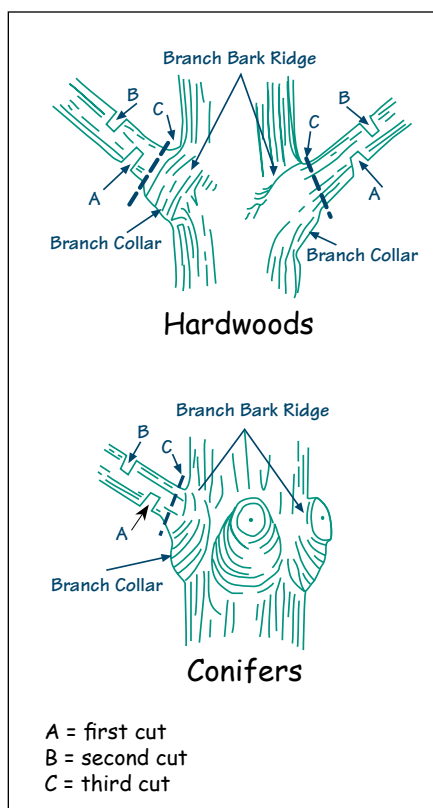 Branch Bark Ridge
B
C
A
Branch Collar
B
C
A
Branch Collar
Hardwoods
Branch Bark Ridge
B
C
A
Branch Collar
Conifers
A = first cut
B = second cut
C = third cut